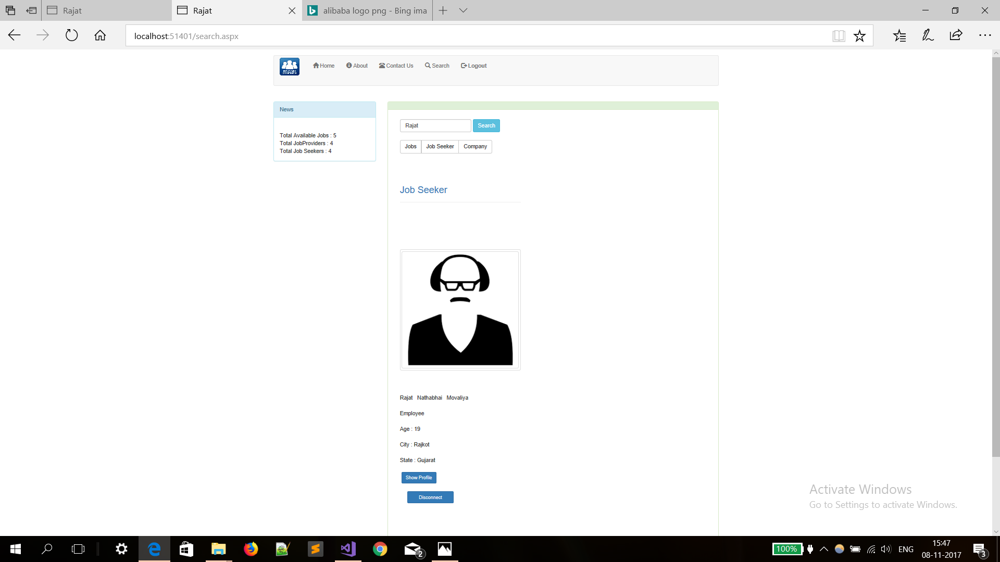 Rajat
Rajat
alibaba logo png - Bing ima
localhost:51401/search.aspx
Home About Contact Us Search Logout
News
Total Available Jobs : 5
Total JobProviders : 4
Total Job Seekers : 4
Rajat Search
Jobs Job Seeker Company
Job Seeker
Rajat Nathabhai Movaliya
Employee
Age : 19
City : Rajkot
State : Gujarat
Show Profile
Disconnect
Activate Windows
Go to Settings to activate Windows.
2
100%
ENG
15:47
08-11-2017
3